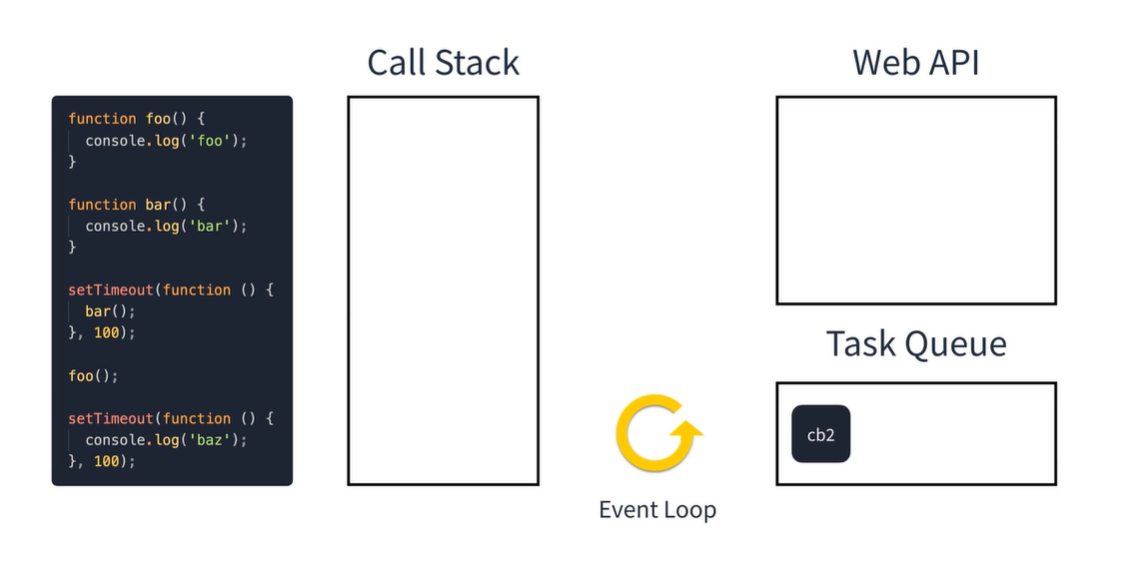 Call Stack
Web API
function foo() {
  console.log('foo');
}
function bar() {
  console.log('bar');
}
setTimeout(function () {
  bar();
}, 100);
foo();
setTimeout(function () {
  console.log('baz');
}, 100);
Task Queue
cb2
Event Loop